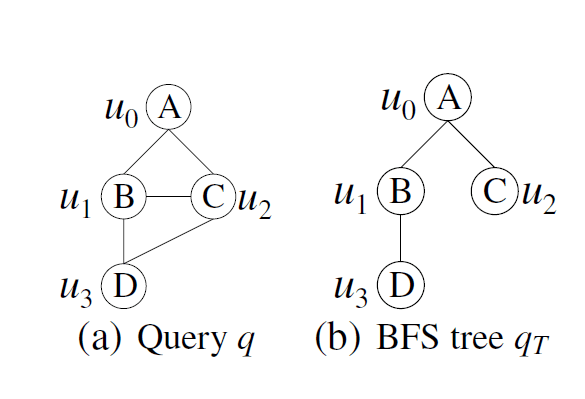 u0 A
u1 B C u2
u3 D
(a) Query q
u0 A
u1 B C u2
u3 D
(b) BFS tree qT